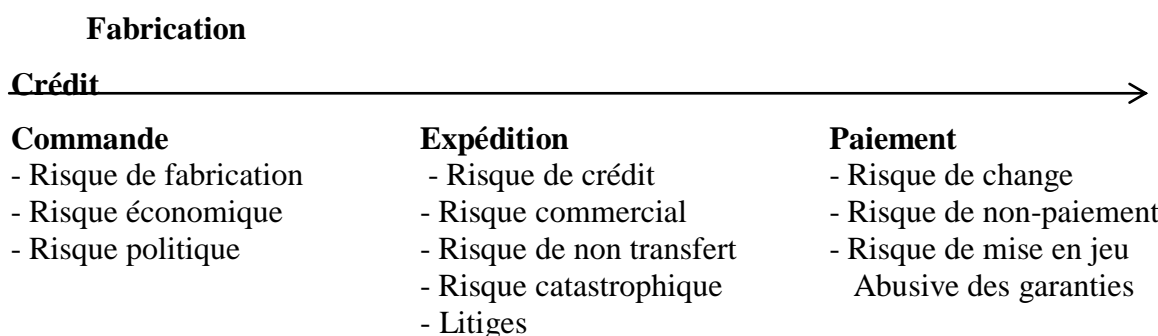 Fabrication
Crédit
Commande
- Risque de fabrication
- Risque économique
- Risque politique
Expédition
- Risque de crédit
- Risque commercial
- Risque de non transfert
- Risque catastrophique
- Litiges
Paiement
- Risque de change
- Risque de non-paiement
- Risque de mise en jeu
Abusive des garanties